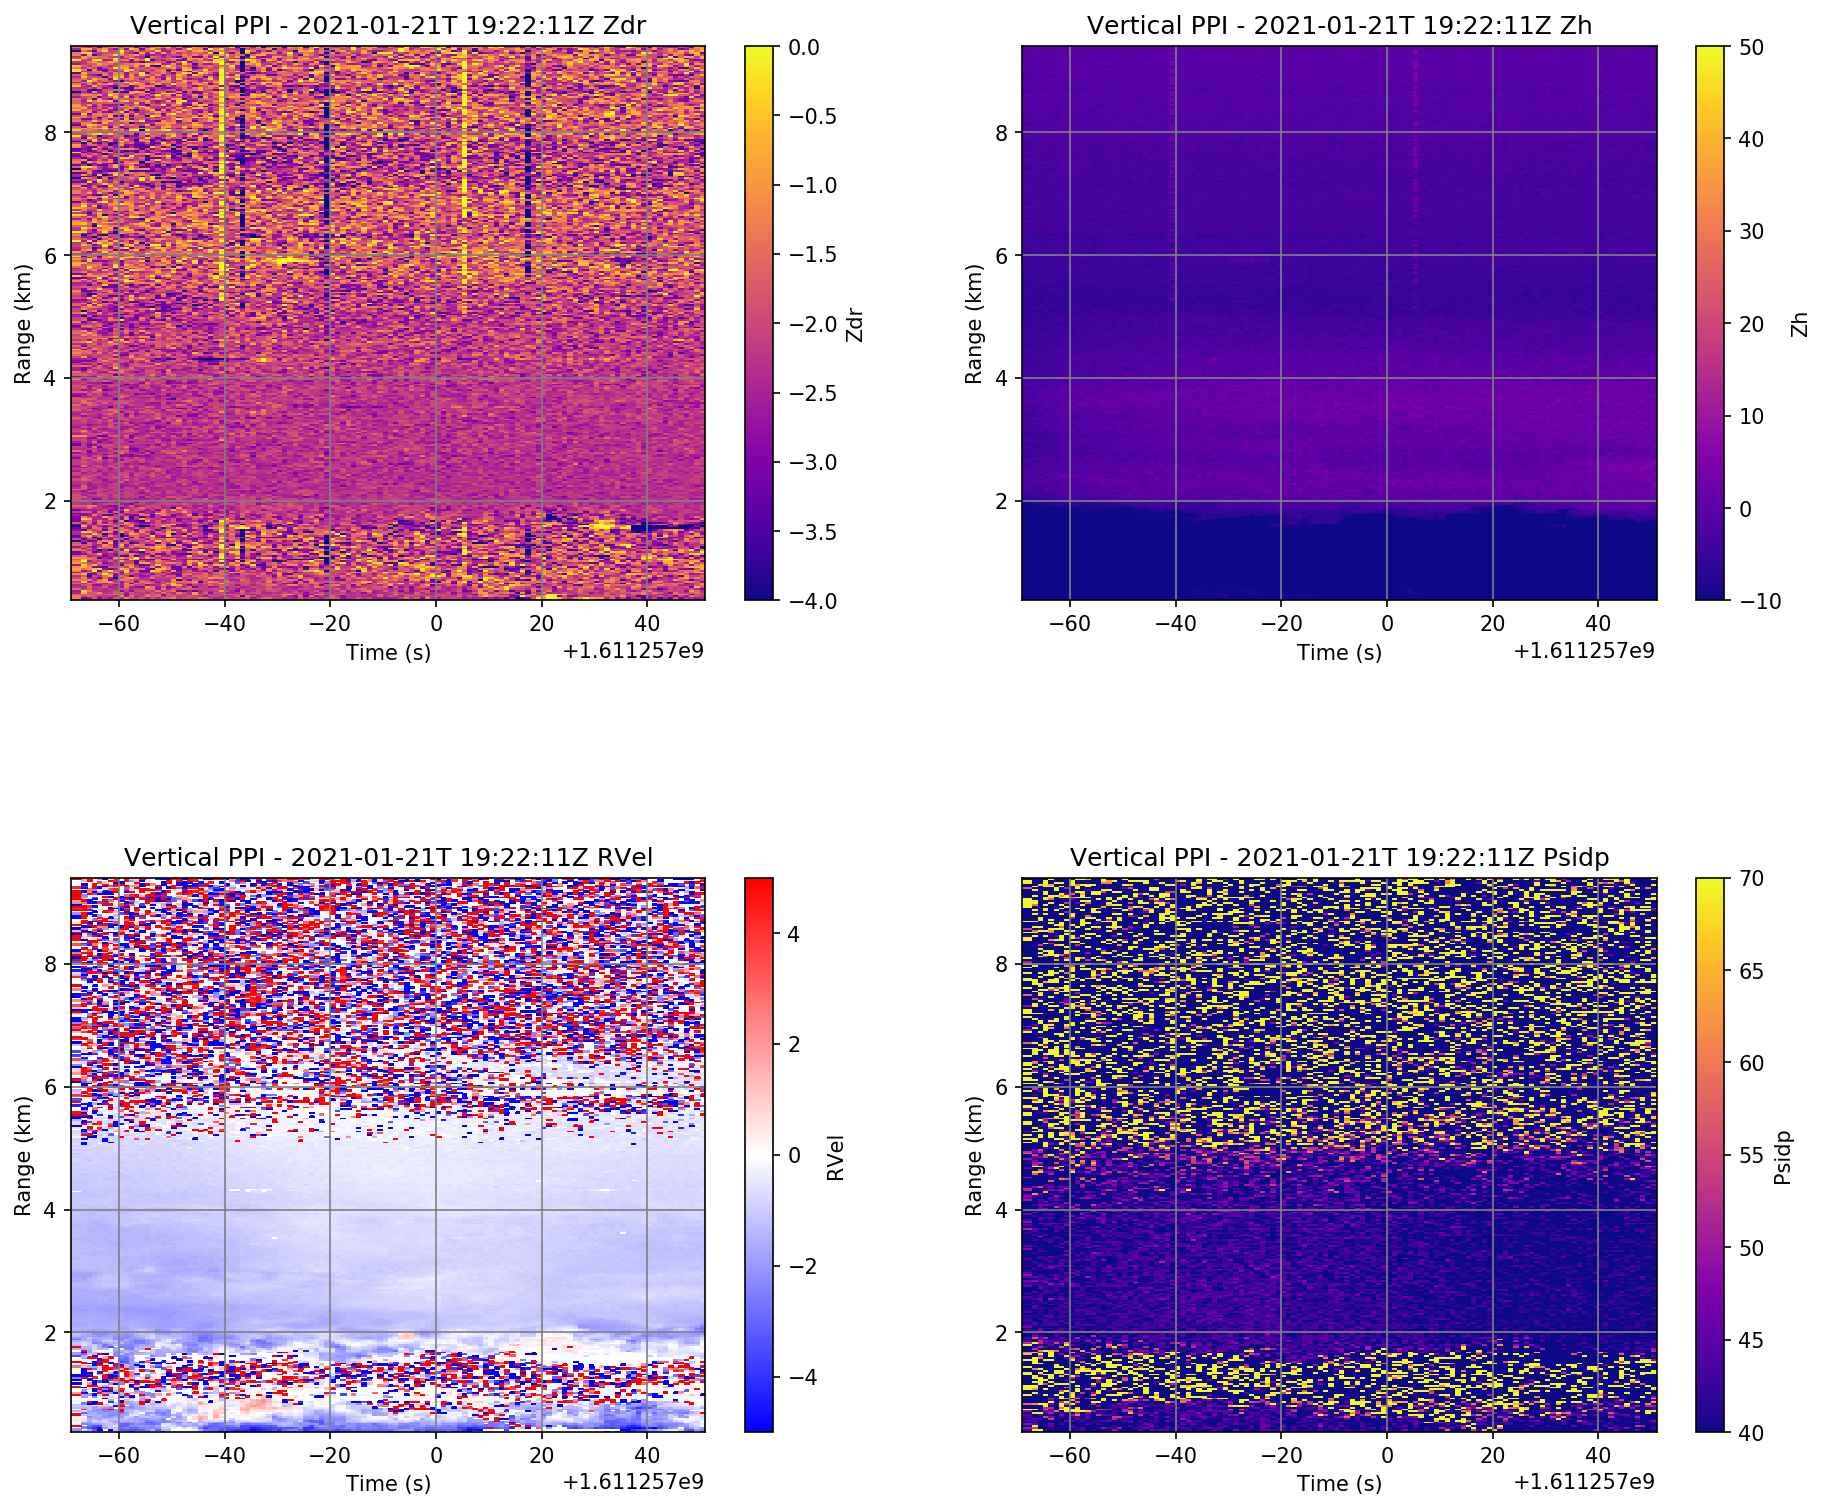 Vertical PPI - 2021-01-21T 19:22:11Z Zdr
Range (km)
8
6
4
2
−60 −40 −20 0 20 40
Time (s)
+1.611257e9
0.0
−0.5
−1.0
−1.5
−2.0
−2.5
−3.0
−3.5
−4.0
Zdr
Vertical PPI - 2021-01-21T 19:22:11Z Zh
Range (km)
8
6
4
2
−60 −40 −20 0 20 40
Time (s)
+1.611257e9
50
40
30
20
10
0
−10
Zh
Vertical PPI - 2021-01-21T 19:22:11Z RVel
Range (km)
8
6
4
2
−60 −40 −20 0 20 40
Time (s)
+1.611257e9
4
2
0
−2
−4
RVel
Vertical PPI - 2021-01-21T 19:22:11Z Psidp
Range (km)
8
6
4
2
−60 −40 −20 0 20 40
Time (s)
+1.611257e9
70
65
60
55
50
45
40
Psidp